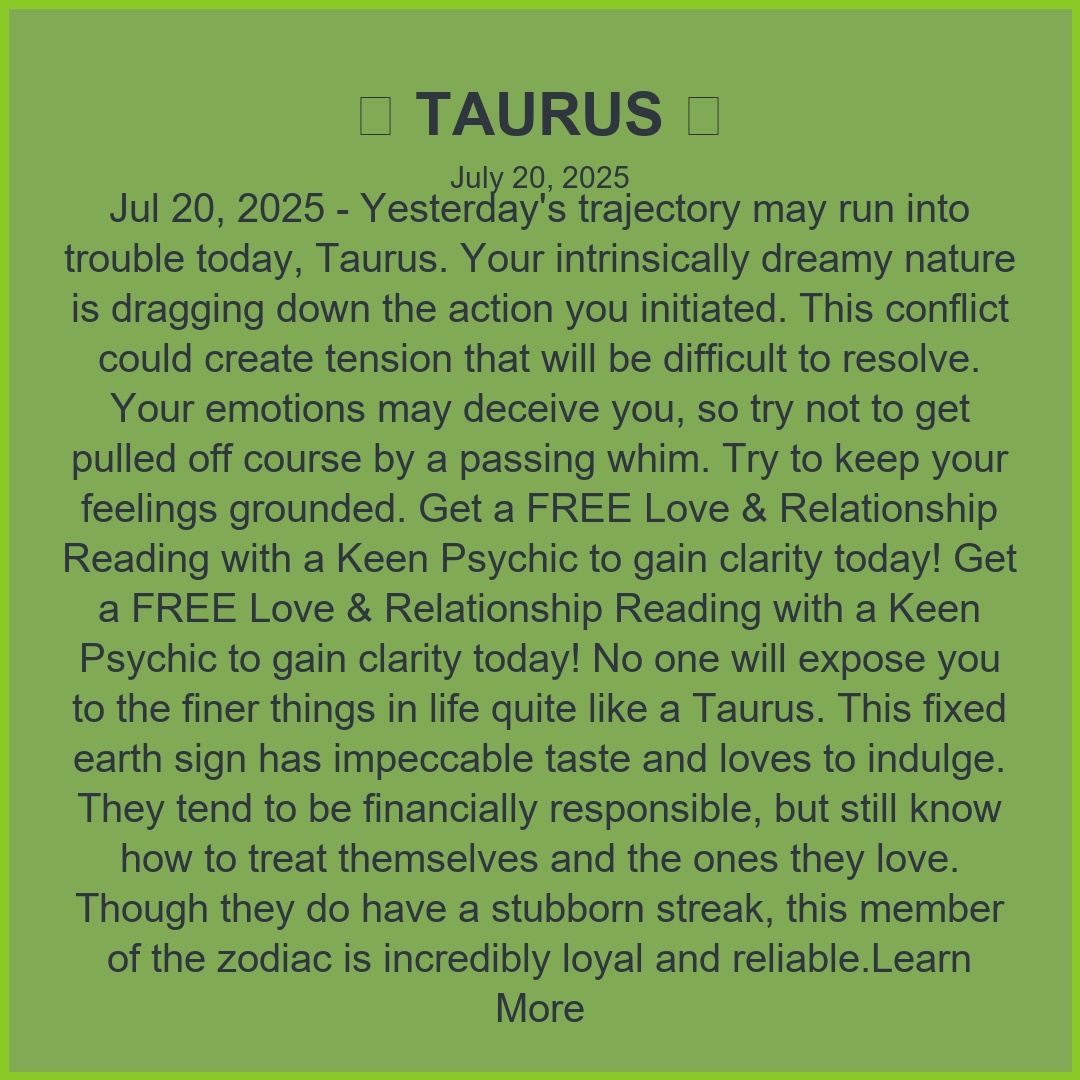 TAURUS
July 20, 2025
Jul 20, 2025 - Yesterday's trajectory may run into
trouble today, Taurus. Your intrinsically dreamy nature
is dragging down the action you initiated. This conflict
could create tension that will be difficult to resolve.
Your emotions may deceive you, so try not to get
pulled off course by a passing whim. Try to keep your
feelings grounded. Get a FREE Love & Relationship
Reading with a Keen Psychic to gain clarity today! Get
a FREE Love & Relationship Reading with a Keen
Psychic to gain clarity today! No one will expose you
to the finer things in life quite like a Taurus. This fixed
earth sign has impeccable taste and loves to indulge.
They tend to be financially responsible, but still know
how to treat themselves and the ones they love.
Though they do have a stubborn streak, this member
of the zodiac is incredibly loyal and reliable.Learn
More